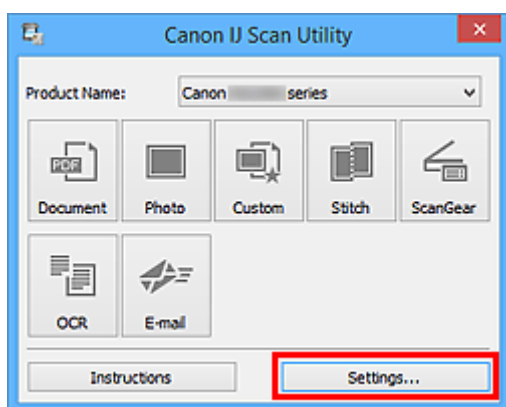 Canon IJ Scan Utility
Product Name: Canon series
PDF
Document Photo Custom Stitch ScanGear
OCR E-mail
Instructions Settings...